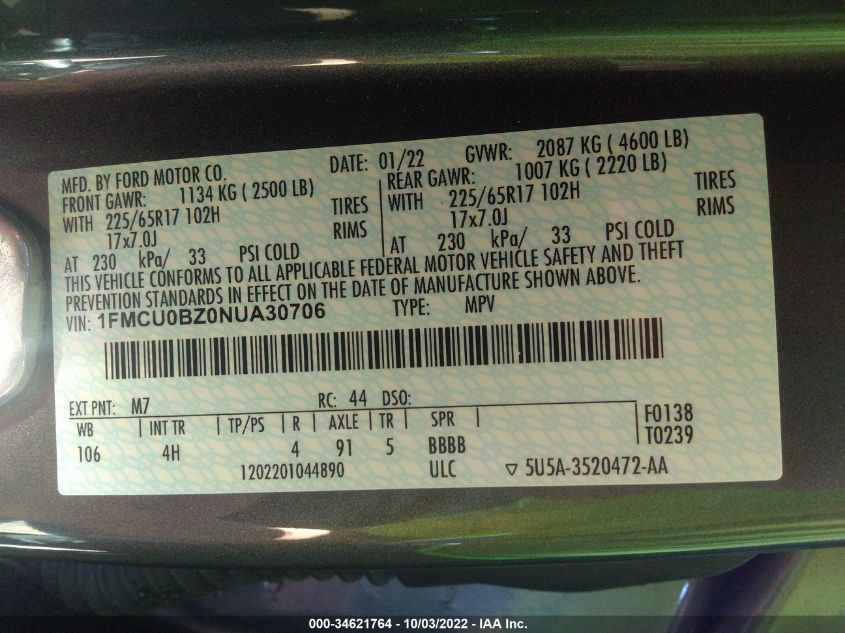 MFD. BY FORD MOTOR CO. DATE: 01/22 GVWR: 2087 KG ( 4600 LB)
FRONT GAWR: 1134 KG ( 2500 LB) REAR GAWR: 1007 KG ( 2220 LB)
WITH 225/65R17 102H TIRES WITH 225/65R17 102H TIRES
17x7.0J RIMS 17x7.0J RIMS
AT 230 kPa/ 33 PSI COLD AT 230 kPa/ 33 PSI COLD
THIS VEHICLE CONFORMS TO ALL APPLICABLE FEDERAL MOTOR VEHICLE SAFETY AND THEFT
PREVENTION STANDARDS IN EFFECT ON THE DATE OF MANUFACTURE SHOWN ABOVE.
VIN: 1FMCU0BZ0NUA30706 TYPE: MPV
EXT PNT: M7 RC: 44 DSO:
WB INT TR TP/PS R AXLE TR SPR F0138
106 4H 4 91 5 BBBB T0239
1202201044890 ULC ▽ 5U5A-3520472-AA
000-34621764 - 10/03/2022 - IAA Inc.